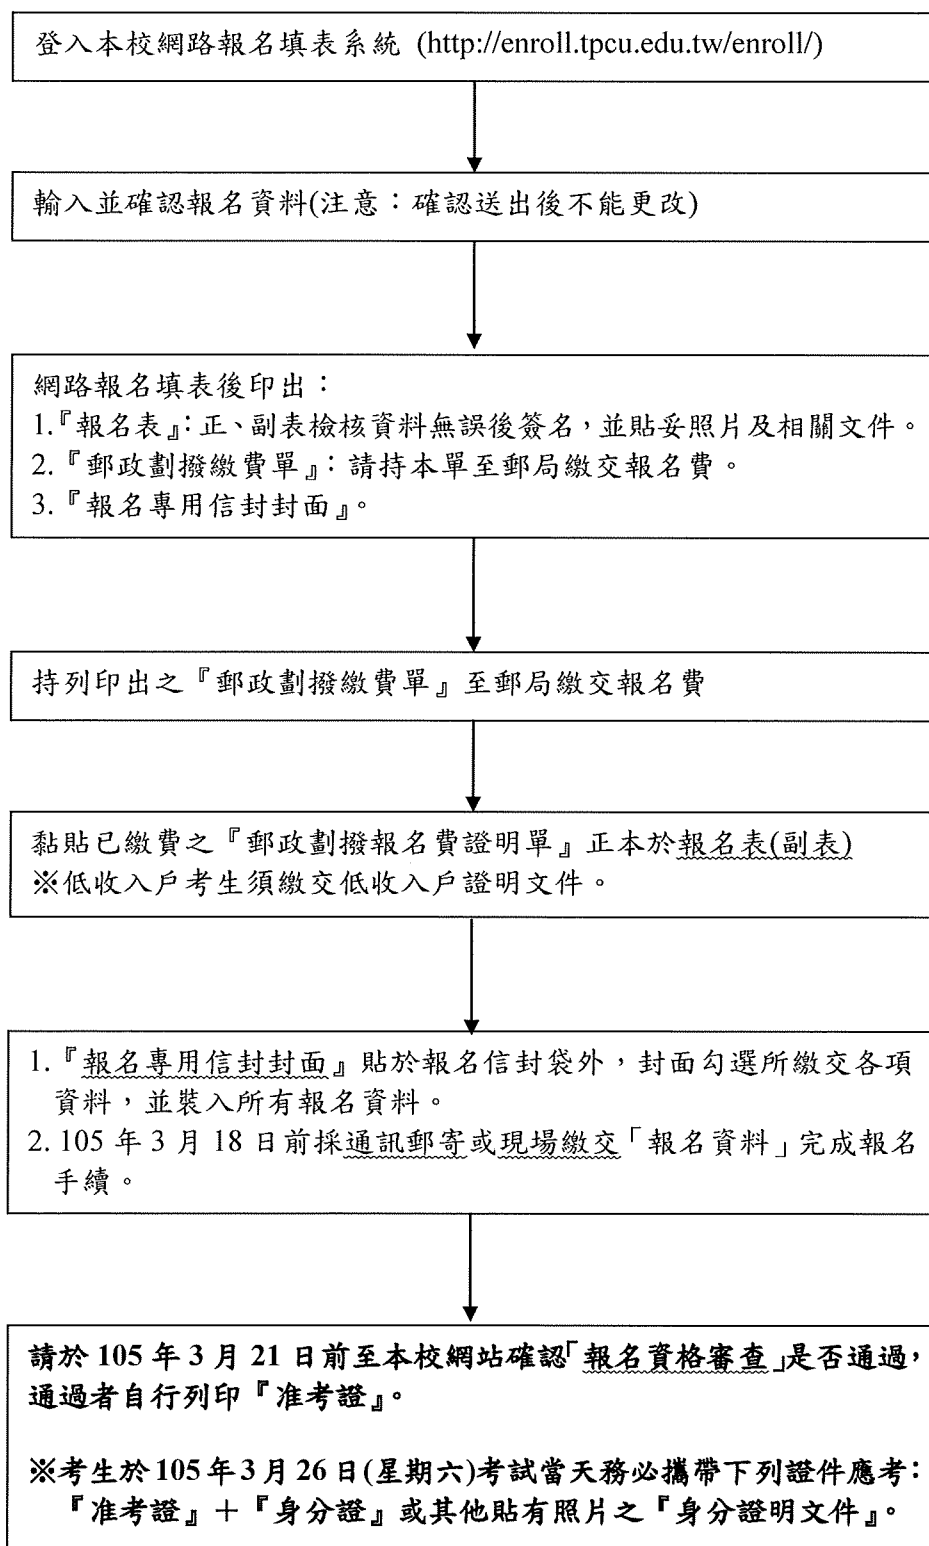 登入本校網路報名填表系統 (http://enroll.tpcu.edu.tw/enroll/)
輸入並確認報名資料(注意：確認送出後不能更改)
網路報名填表後印出：
1.『報名表』：正、副表檢核資料無誤後簽名，並貼妥照片及相關文件。
2.『郵政劃撥繳費單』：請持本單至郵局繳交報名費。
3.『報名專用信封封面』。
持列印出之『郵政劃撥繳費單』至郵局繳交報名費
黏貼已繳費之『郵政劃撥報名費證明單』正本於報名表(副表)
※低收入戶考生須繳交低收入戶證明文件。
1.『報名專用信封封面』貼於報名信封袋外，封面勾選所繳交各項
資料，並裝入所有報名資料。
2. 105 年 3 月 18 日前採通訊郵寄或現場繳交「報名資料」完成報名
手續。
請於 105 年 3 月 21 日前至本校網站確認「報名資格審查」是否通過，
通過者自行列印『准考證』。
※考生於 105 年 3 月 26 日(星期六)考試當天務必攜帶下列證件應考：
『准考證』＋『身分證』或其他貼有照片之『身分證明文件』。